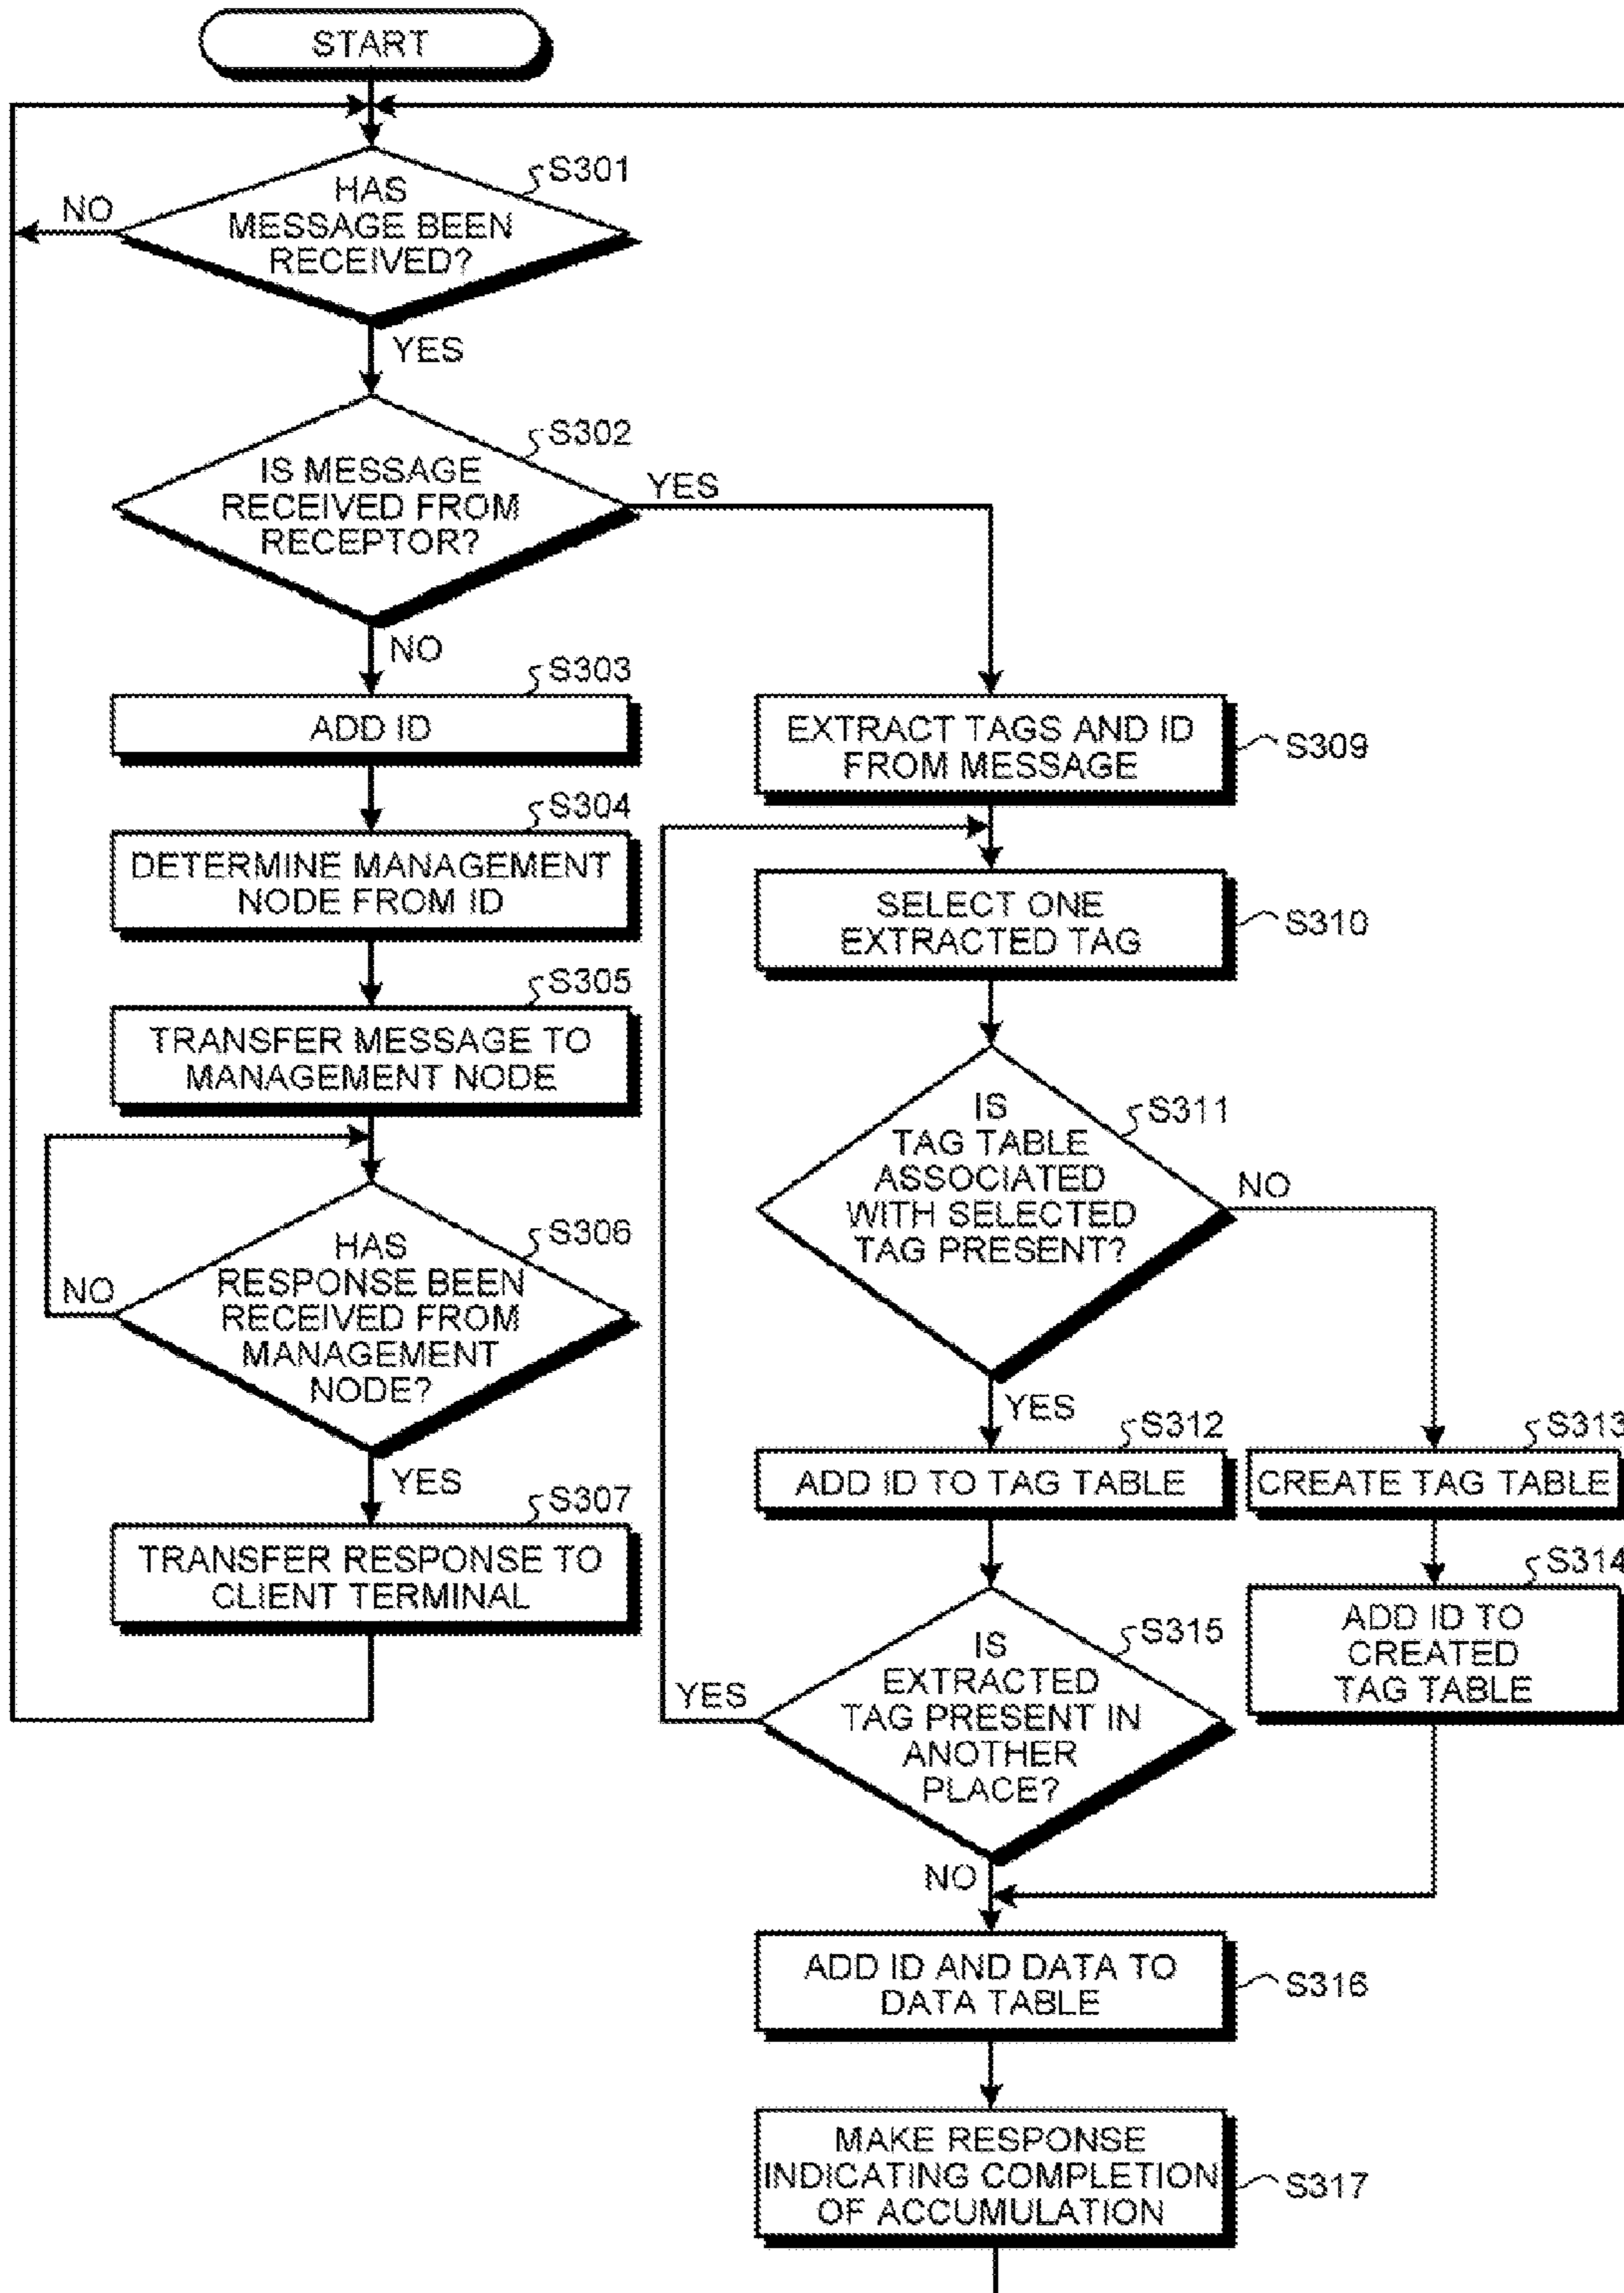 START
S301
HAS
MESSAGE BEEN
RECEIVED?
NO
YES
S302
IS MESSAGE
RECEIVED FROM
RECEPTOR?
YES
NO
S303
ADD ID
S304
DETERMINE MANAGEMENT
NODE FROM ID
S305
TRANSFER MESSAGE TO
MANAGEMENT NODE
S306
HAS
RESPONSE BEEN
RECEIVED FROM
MANAGEMENT
NODE?
NO
YES
S307
TRANSFER RESPONSE TO
CLIENT TERMINAL
EXTRACT TAGS AND ID
FROM MESSAGE
S309
SELECT ONE
EXTRACTED TAG
S310
S311
IS
TAG TABLE
ASSOCIATED
WITH SELECTED
TAG PRESENT?
NO
YES
S312
ADD ID TO TAG TABLE
S313
CREATE TAG TABLE
S314
ADD ID TO
CREATED
TAG TABLE
S315
IS
EXTRACTED
TAG PRESENT IN
ANOTHER
PLACE?
YES
NO
ADD ID AND DATA TO
DATA TABLE
S316
MAKE RESPONSE
INDICATING COMPLETION
OF ACCUMULATION
S317